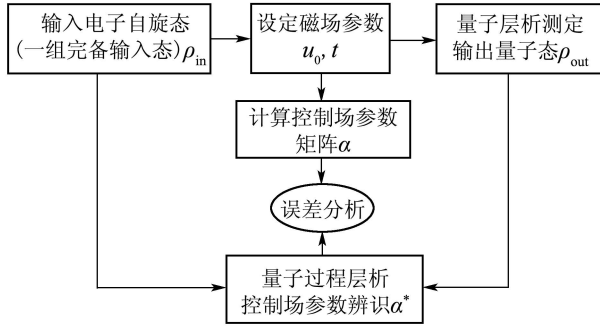 输入电子自旋态
(一组完备输入态)ρin
设定磁场参数
u0, t
量子层析测定
输出量子态ρout
计算控制场参数
矩阵α
误差分析
量子过程层析
控制场参数辨识α*